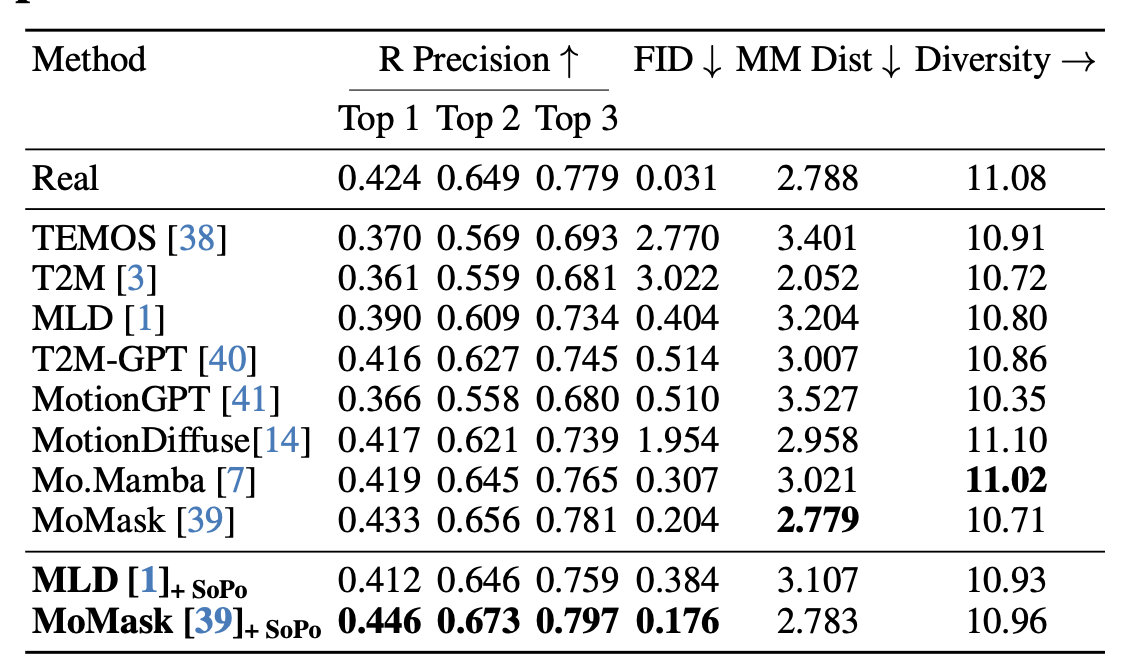 Method R Precision ↑ FID ↓ MM Dist ↓ Diversity →
Top 1 Top 2 Top 3
Real 0.424 0.649 0.779 0.031 2.788 11.08
TEMOS [38] 0.370 0.569 0.693 2.770 3.401 10.91
T2M [3] 0.361 0.559 0.681 3.022 2.052 10.72
MLD [1] 0.390 0.609 0.734 0.404 3.204 10.80
T2M-GPT [40] 0.416 0.627 0.745 0.514 3.007 10.86
MotionGPT [41] 0.366 0.558 0.680 0.510 3.527 10.35
MotionDiffuse[14] 0.417 0.621 0.739 1.954 2.958 11.10
Mo.Mamba [7] 0.419 0.645 0.765 0.307 3.021 11.02
MoMask [39] 0.433 0.656 0.781 0.204 2.779 10.71
MLD [1]+ SoPo 0.412 0.646 0.759 0.384 3.107 10.93
MoMask [39]+ SoPo 0.446 0.673 0.797 0.176 2.783 10.96